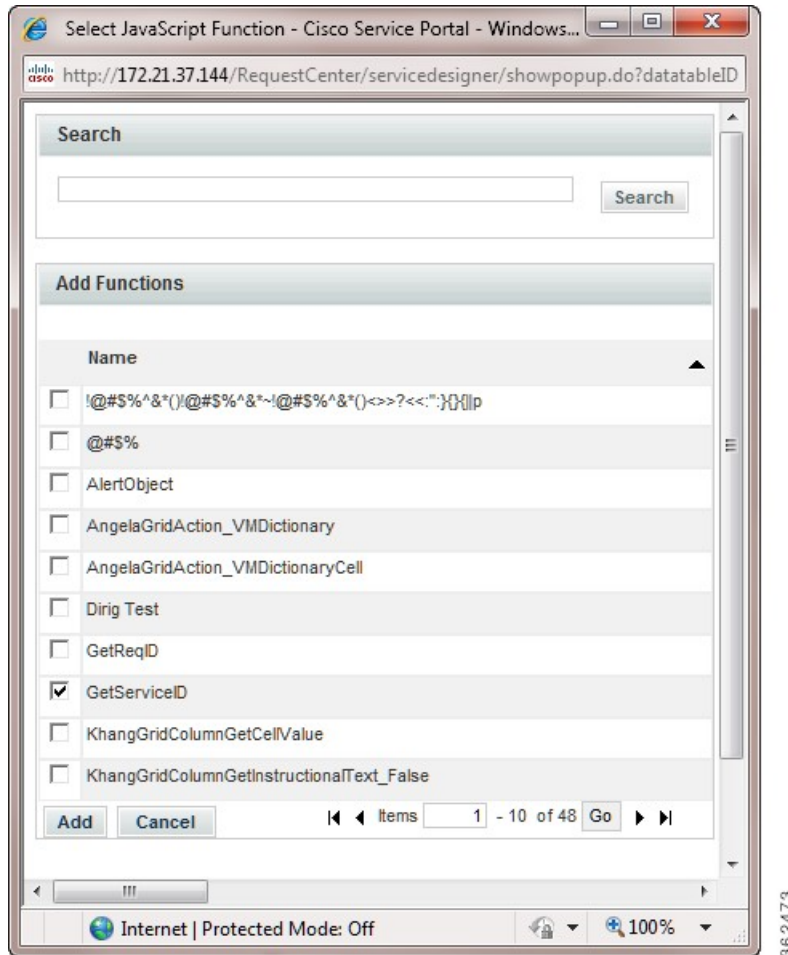 Select JavaScript Function - Cisco Service Portal - Windows...
cisco http://172.21.37.144/RequestCenter/servicedesigner/showpopup.do?datatableID
Search
Search
Add Functions
Name
!@#$%^&*()!@#$%^&*~!@#$%^&*()<>>?<<:":}{}{[||p
@#$%
AlertObject
AngelaGridAction_VMDictionary
AngelaGridAction_VMDictionaryCell
Dirig Test
GetReqID
GetServiceID
KhangGridColumnGetCellValue
KhangGridColumnGetInstructionalText_False
Add Cancel Items 1 - 10 of 48 Go
Internet | Protected Mode: Off 100%
362473